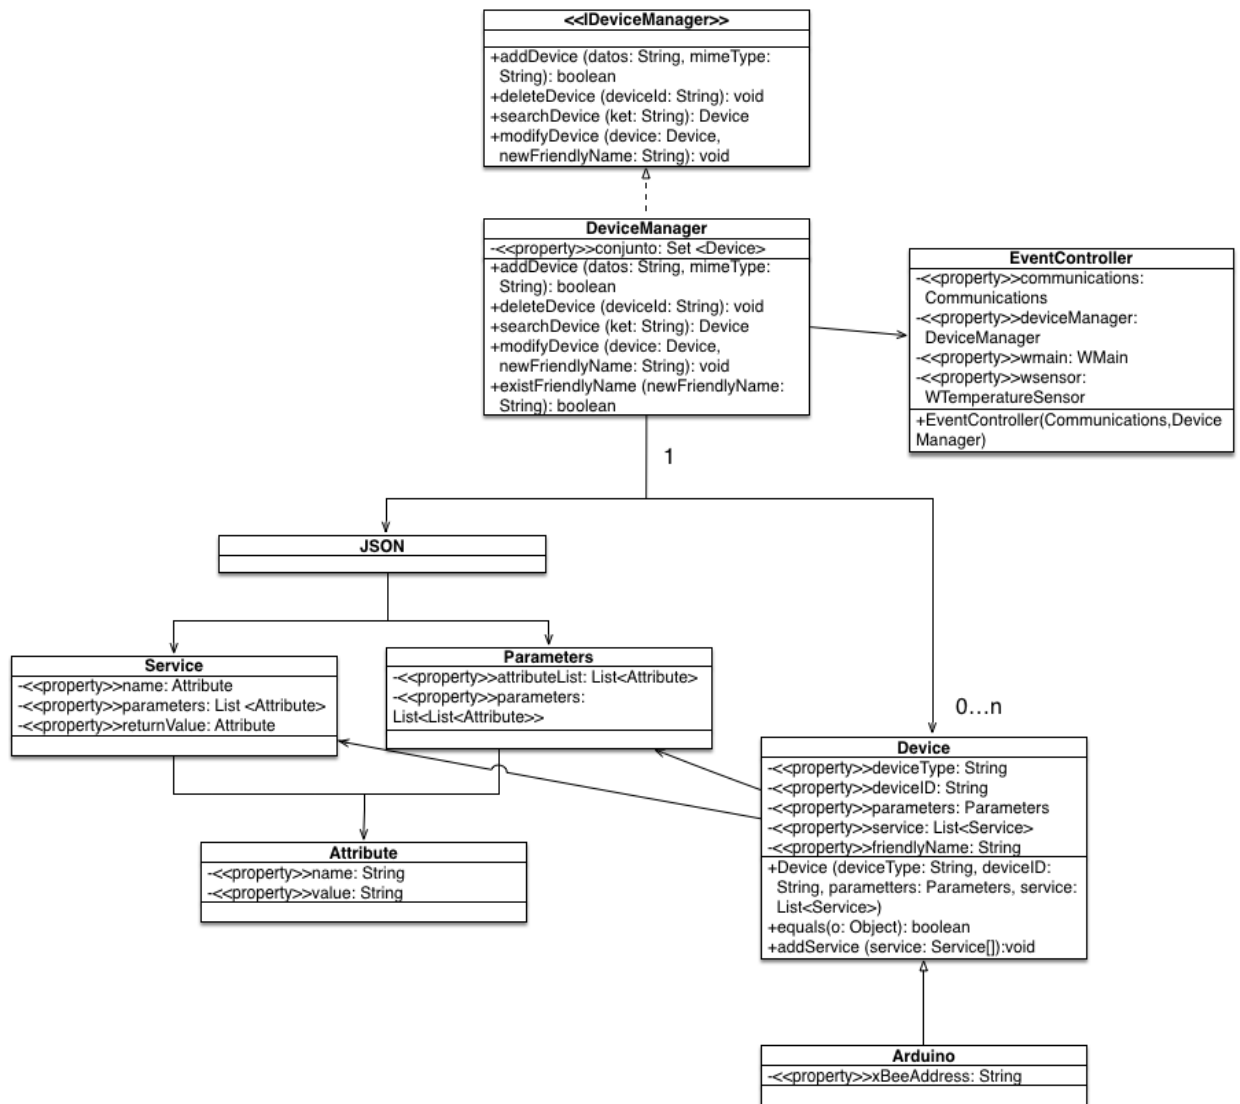 <<IDeviceManager>>
+addDevice (datos: String, mimeType:
String): boolean
+deleteDevice (deviceId: String): void
+searchDevice (ket: String): Device
+modifyDevice (device: Device,
newFriendlyName: String): void
DeviceManager
-<<property>>conjunto: Set <Device>
+addDevice (datos: String, mimeType:
String): boolean
+deleteDevice (deviceId: String): void
+searchDevice (ket: String): Device
+modifyDevice (device: Device,
newFriendlyName: String): void
+existFriendlyName (newFriendlyName:
String): boolean
EventController
-<<property>>communications:
Communications
-<<property>>deviceManager:
DeviceManager
-<<property>>wmain: WMain
-<<property>>wsensor:
WTemperatureSensor
+EventController(Communications,Device
Manager)
1
JSON
Service
-<<property>>name: Attribute
-<<property>>parameters: List <Attribute>
-<<property>>returnValue: Attribute
Parameters
-<<property>>attributeList: List<Attribute>
-<<property>>parameters:
List<List<Attribute>>
0...n
Device
-<<property>>deviceType: String
-<<property>>deviceID: String
-<<property>>parameters: Parameters
-<<property>>service: List<Service>
-<<property>>friendlyName: String
+Device (deviceType: String, deviceID:
String, parametters: Parameters, service:
List<Service>)
+equals(o: Object): boolean
+addService (service: Service[]):void
Attribute
-<<property>>name: String
-<<property>>value: String
Arduino
-<<property>>xBeeAddress: String